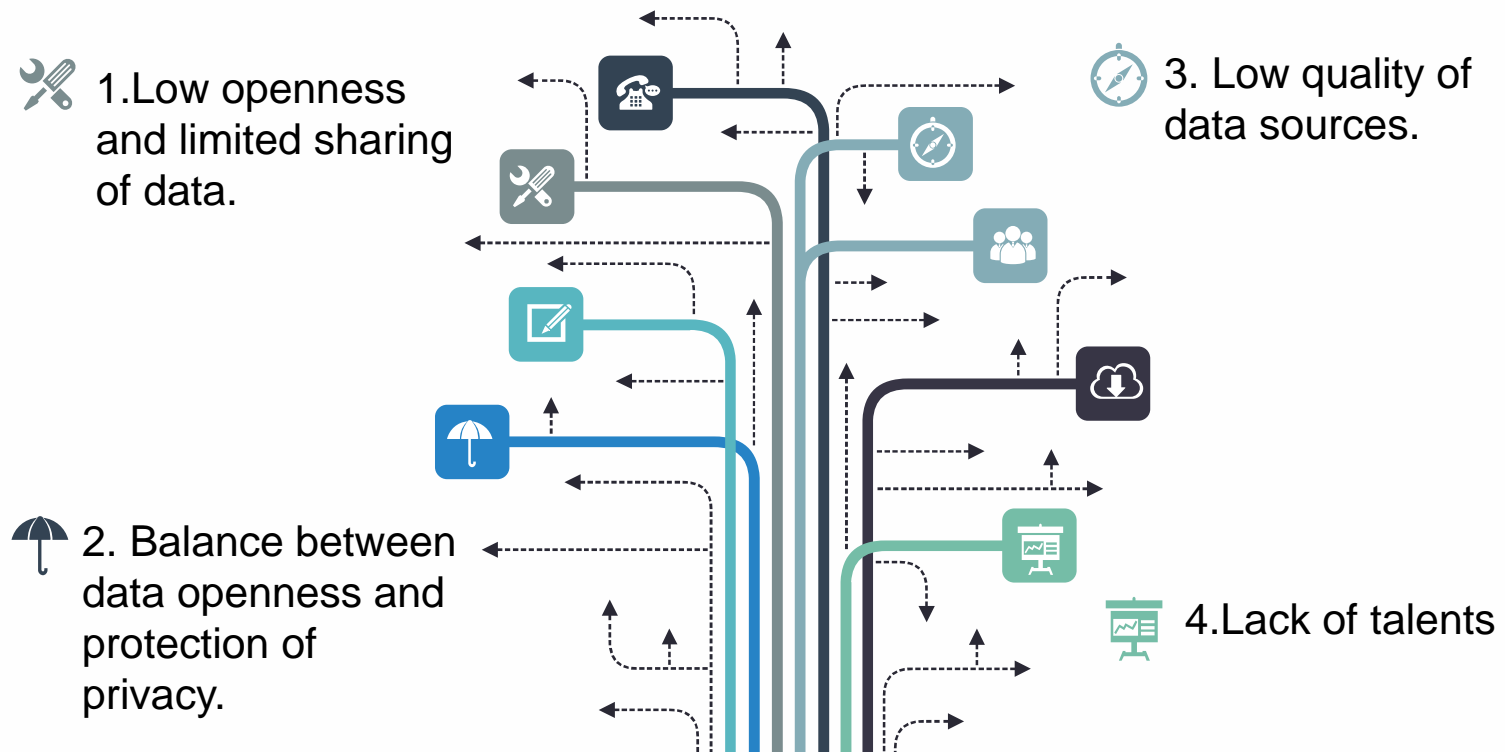 1.Low openness
and limited sharing
of data.
2. Balance between
data openness and
protection of
privacy.
3. Low quality of
data sources.
4.Lack of talents